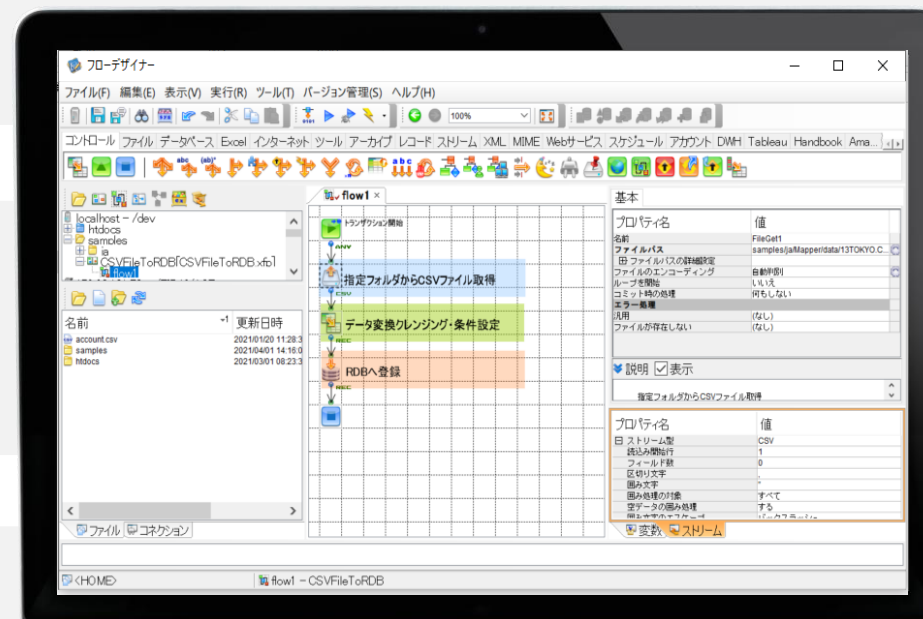 フローデザイナー
ファイル(F) 編集(E) 表示(V) 実行(R) ツール(T) バージョン管理(S) ヘルプ(H)
100%
コントロール ファイル データベース Excel インターネット ツール アーカイブ レコード ストリーム XML MIME Webサービス スケジュール アカウント DWH Tableau Handbook Ama...
localhost - /dev
htdocs
samples
ja
CSVFileToRDB[CSVFileToRDB.xfp]
flow1
名前 更新日時
account.csv 2021/01/20 11:28:3
samples 2021/04/01 14:16:0
htdocs 2021/03/01 08:23:3
ファイル コネクション
flow1 ×
トランザクション開始
ANY
指定フォルダからCSVファイル取得
CSV
データ変換クレンジング・条件設定
REC
RDBへ登録
REC
基本
プロパティ名 値
名前 FileGet1
ファイルパス samples/ja/Mapper/data/13TOKYO.C...
ファイルパスの詳細設定
ファイルのエンコーディング 自動判別
ループを開始 いいえ
コミット時の処理 何もしない
エラー処理
汎用 (なし)
ファイルが存在しない (なし)
説明 表示
指定フォルダからCSVファイル取得
プロパティ名 値
ストリーム型 CSV
読込み開始行 1
フィールド数 0
区切り文字 ,
囲み文字 "
囲み処理の対象 すべて
空データの囲み処理 する
変数 ストリーム
<HOME> flow1 - CSVFileToRDB